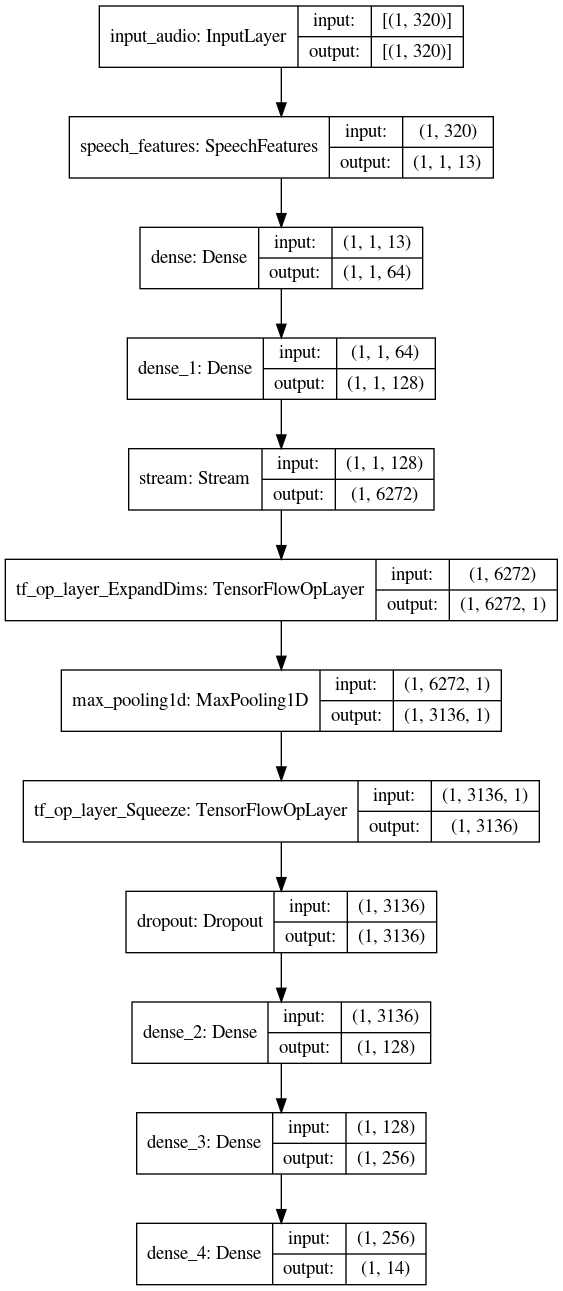 input_audio: InputLayer
input: [(1, 320)]
output: [(1, 320)]
speech_features: SpeechFeatures
input: (1, 320)
output: (1, 1, 13)
dense: Dense
input: (1, 1, 13)
output: (1, 1, 64)
dense_1: Dense
input: (1, 1, 64)
output: (1, 1, 128)
stream: Stream
input: (1, 1, 128)
output: (1, 6272)
tf_op_layer_ExpandDims: TensorFlowOpLayer
input: (1, 6272)
output: (1, 6272, 1)
max_pooling1d: MaxPooling1D
input: (1, 6272, 1)
output: (1, 3136, 1)
tf_op_layer_Squeeze: TensorFlowOpLayer
input: (1, 3136, 1)
output: (1, 3136)
dropout: Dropout
input: (1, 3136)
output: (1, 3136)
dense_2: Dense
input: (1, 3136)
output: (1, 128)
dense_3: Dense
input: (1, 128)
output: (1, 256)
dense_4: Dense
input: (1, 256)
output: (1, 14)